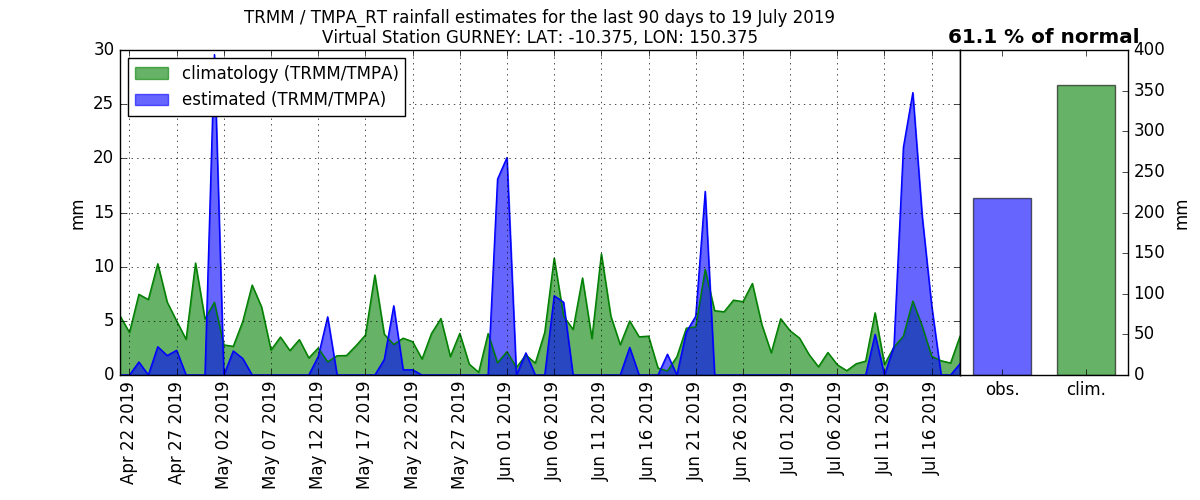 TRMM / TMPA_RT rainfall estimates for the last 90 days to 19 July 2019
Virtual Station GURNEY: LAT: -10.375, LON: 150.375
61.1 % of normal
climatology (TRMM/TMPA)
estimated (TRMM/TMPA)
30
25
20
15
10
5
0
mm
Apr 22 2019
Apr 27 2019
May 02 2019
May 07 2019
May 12 2019
May 17 2019
May 22 2019
May 27 2019
Jun 01 2019
Jun 06 2019
Jun 11 2019
Jun 16 2019
Jun 21 2019
Jun 26 2019
Jul 01 2019
Jul 06 2019
Jul 11 2019
Jul 16 2019
obs.
clim.
400
350
300
250
200
150
100
50
0
mm